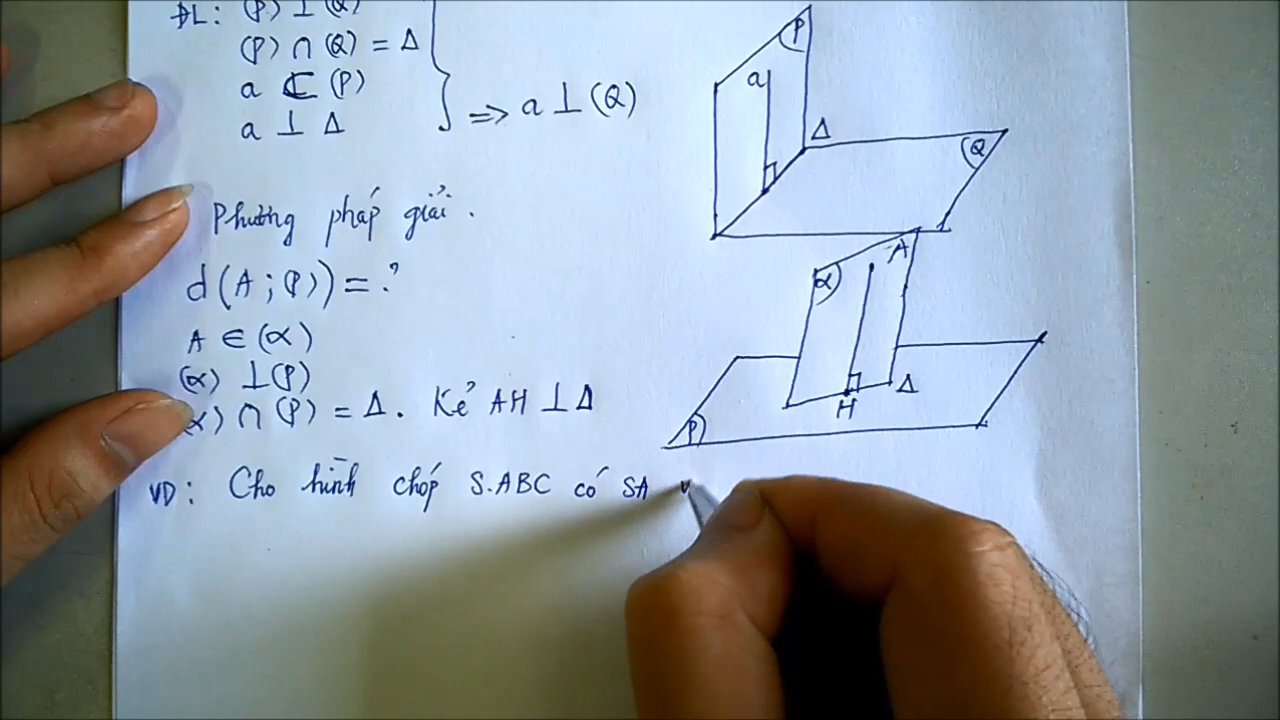 ĐL: (P) ⊥ (Q)
(P) ∩ (Q) = Δ
a ⊂ (P)
a ⊥ Δ
=> a ⊥ (Q)
Phương pháp giải.
d(A;(P)) = ?
A ∈ (α)
(α) ⊥ (P)
(α) ∩ (P) = Δ. Kẻ AH ⊥ Δ
VD: Cho hình chóp S.ABC có SA v
(P)
a
Δ
(Q)
A
(α)
Δ
H
(P)